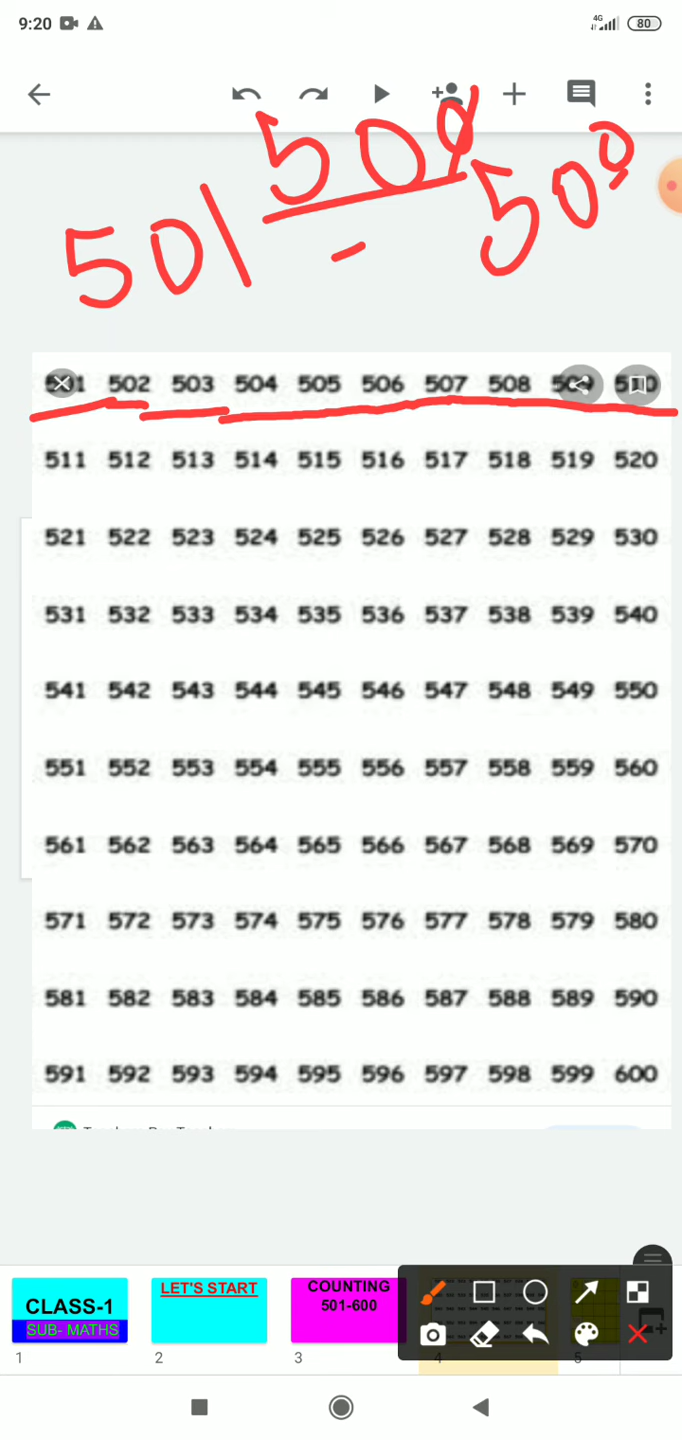 9:20 4G 80
501 - 500
502 503 504 505 506 507 508
511 512 513 514 515 516 517 518 519 520
521 522 523 524 525 526 527 528 529 530
531 532 533 534 535 536 537 538 539 540
541 542 543 544 545 546 547 548 549 550
551 552 553 554 555 556 557 558 559 560
561 562 563 564 565 566 567 568 569 570
571 572 573 574 575 576 577 578 579 580
581 582 583 584 585 586 587 588 589 590
591 592 593 594 595 596 597 598 599 600
CLASS-1
SUB- MATHS
LET'S START
COUNTING
501-600
1 2 3 4 5